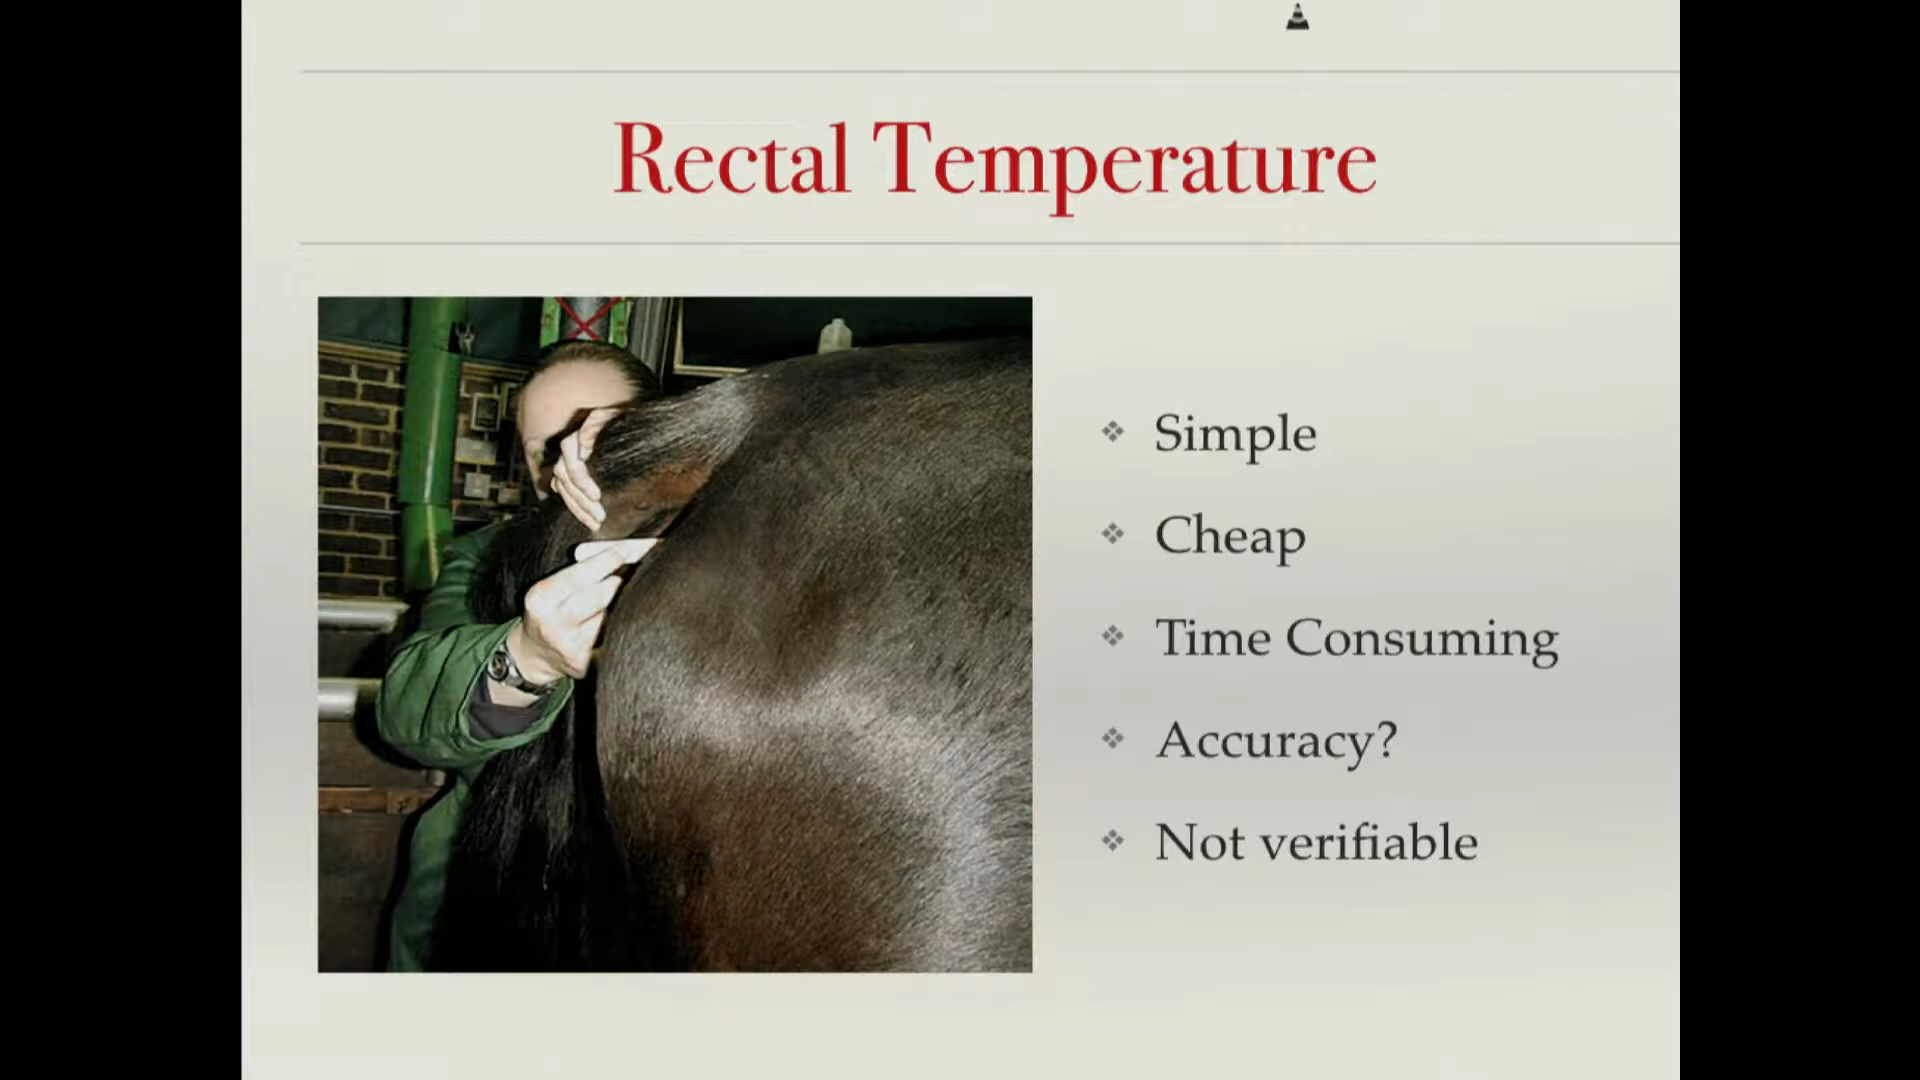 Rectal Temperature
Simple
Cheap
Time Consuming
Accuracy?
Not verifiable